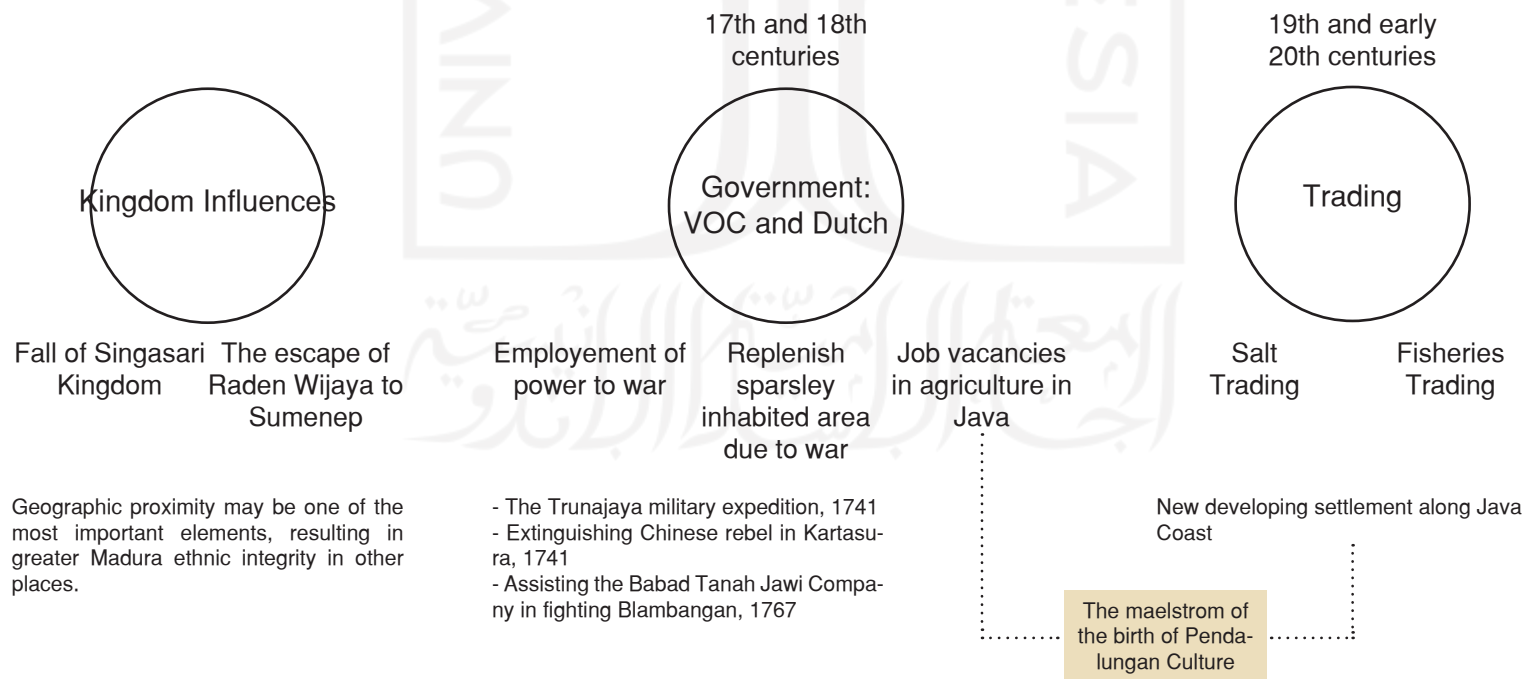 17th and 18th
centuries
19th and early
20th centuries
Kingdom Influences
Government:
VOC and Dutch
Trading
Fall of Singasari
Kingdom
The escape of
Raden Wijaya to
Sumenep
Employement of
power to war
Replenish
sparsley
inhabited area
due to war
Job vacancies
in agriculture in
Java
Salt
Trading
Fisheries
Trading
Geographic proximity may be one of the
most important elements, resulting in
greater Madura ethnic integrity in other
places.
- The Trunajaya military expedition, 1741
- Extinguishing Chinese rebel in Kartasu-
ra, 1741
- Assisting the Babad Tanah Jawi Compa-
ny in fighting Blambangan, 1767
New developing settlement along Java
Coast
The maelstrom of
the birth of Penda-
lungan Culture